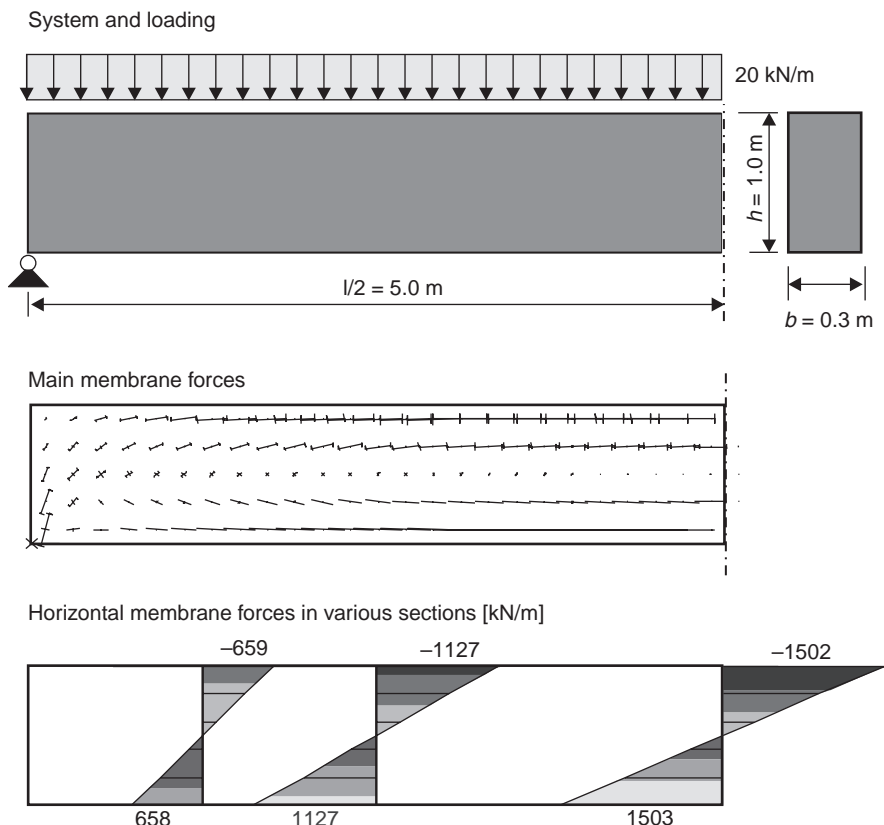 System and loading
20 kN/m
h = 1.0 m
l/2 = 5.0 m
b = 0.3 m
Main membrane forces
Horizontal membrane forces in various sections [kN/m]
–659
–1127
–1502
658
1127
1503